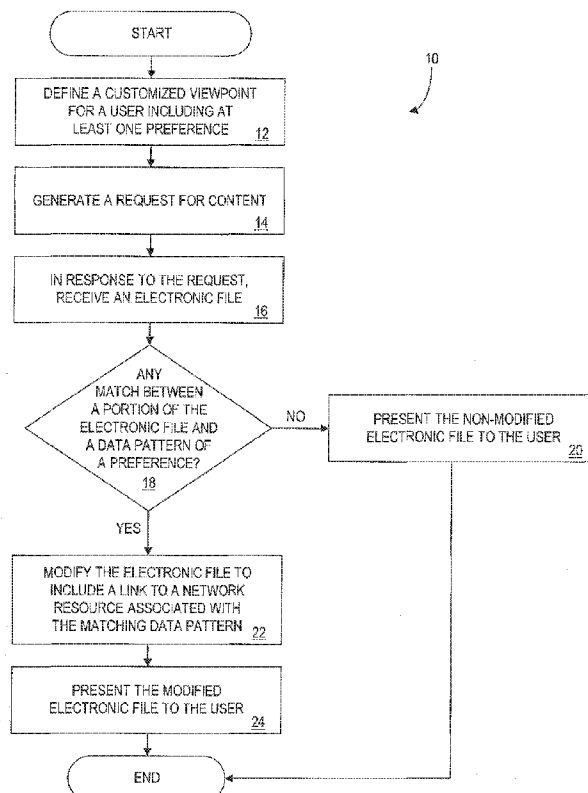 START
10
DEFINE A CUSTOMIZED VIEWPOINT
FOR A USER INCLUDING AT
LEAST ONE PREFERENCE
12
GENERATE A REQUEST FOR CONTENT
14
IN RESPONSE TO THE REQUEST,
RECEIVE AN ELECTRONIC FILE
16
ANY
MATCH BETWEEN
A PORTION OF THE
ELECTRONIC FILE AND
A DATA PATTERN OF
A PREFERENCE?
18
NO
PRESENT THE NON-MODIFIED
ELECTRONIC FILE TO THE USER
20
YES
MODIFY THE ELECTRONIC FILE TO
INCLUDE A LINK TO A NETWORK
RESOURCE ASSOCIATED WITH
THE MATCHING DATA PATTERN
22
PRESENT THE MODIFIED
ELECTRONIC FILE TO THE USER
24
END